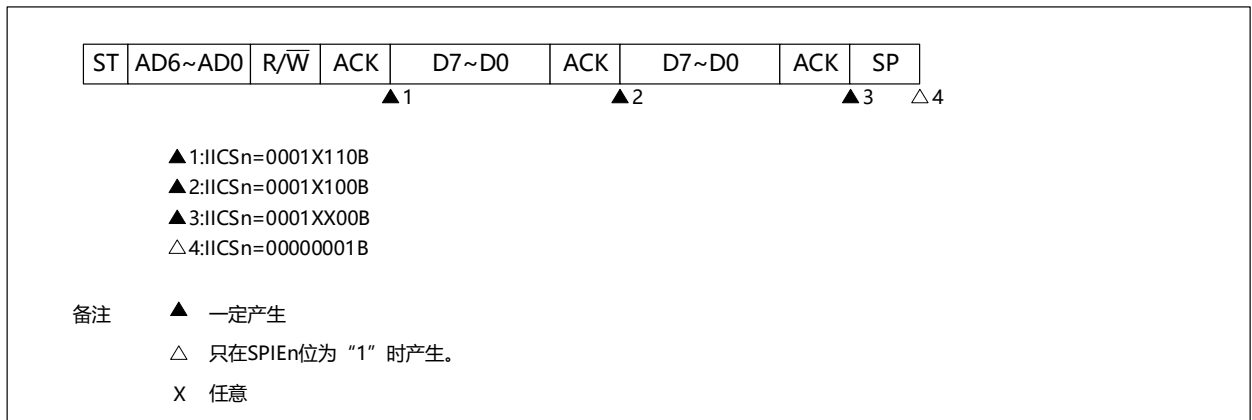 ST AD6~AD0 R/W̅ ACK D7~D0 ACK D7~D0 ACK SP
▲1 ▲2 ▲3 △4
▲1:IICSn=0001X110B
▲2:IICSn=0001X100B
▲3:IICSn=0001XX00B
△4:IICSn=00000001B
备注 ▲ 一定产生
△ 只在SPIEn位为“1”时产生。
X 任意